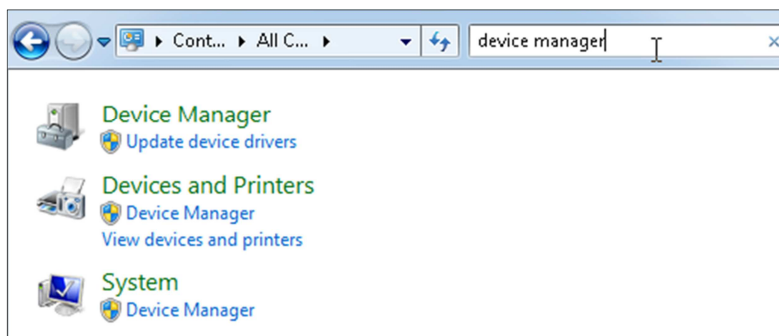 Cont... All C... device manager
Device Manager
Update device drivers
Devices and Printers
Device Manager
View devices and printers
System
Device Manager